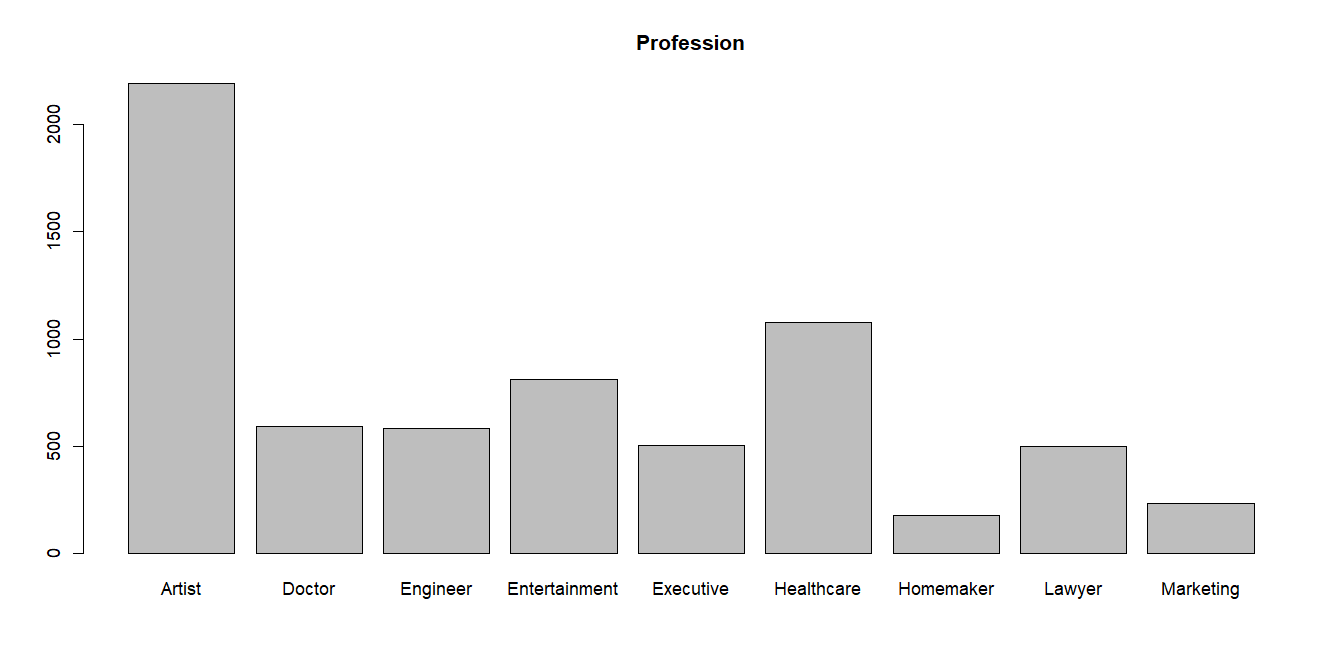 Profession
2000
1500
1000
500
0
Artist Doctor Engineer Entertainment Executive Healthcare Homemaker Lawyer Marketing